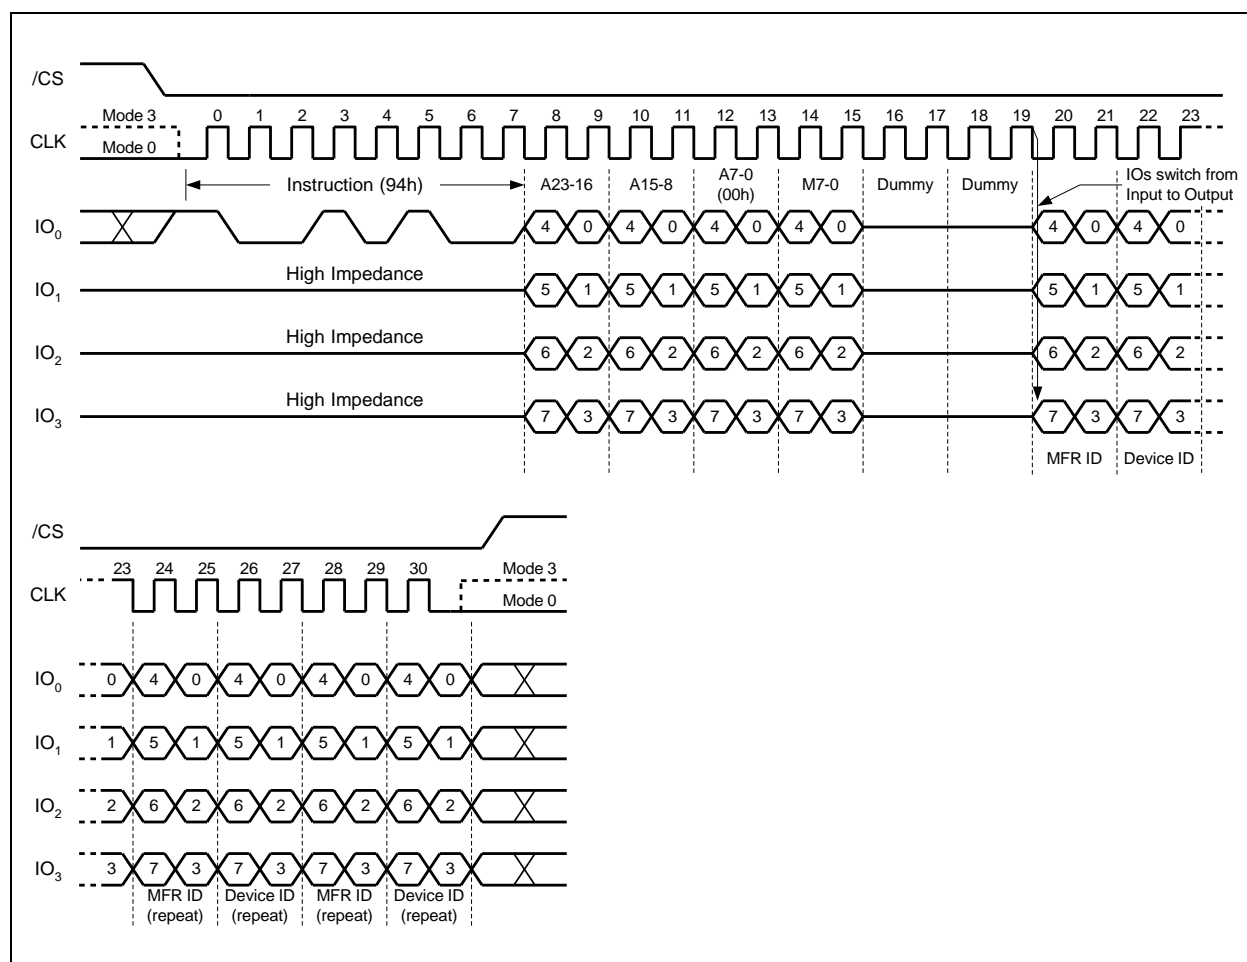 /CS
Mode 3 0 1 2 3 4 5 6 7 8 9 10 11 12 13 14 15 16 17 18 19 20 21 22 23
CLK
Mode 0
Instruction (94h) A23-16 A15-8 A7-0 (00h) M7-0 Dummy Dummy IOs switch from Input to Output
IO0 4 0 4 0 4 0 4 0 4 0 4 0
High Impedance
IO1 5 1 5 1 5 1 5 1 5 1 5 1
High Impedance
IO2 6 2 6 2 6 2 6 2 6 2 6 2
High Impedance
IO3 7 3 7 3 7 3 7 3 7 3 7 3
MFR ID Device ID
/CS
23 24 25 26 27 28 29 30 Mode 3
CLK
Mode 0
IO0 0 4 0 4 0 4 0 4 0
IO1 1 5 1 5 1 5 1 5 1
IO2 2 6 2 6 2 6 2 6 2
IO3 3 7 3 7 3 7 3 7 3
MFR ID Device ID MFR ID Device ID
(repeat) (repeat) (repeat) (repeat)